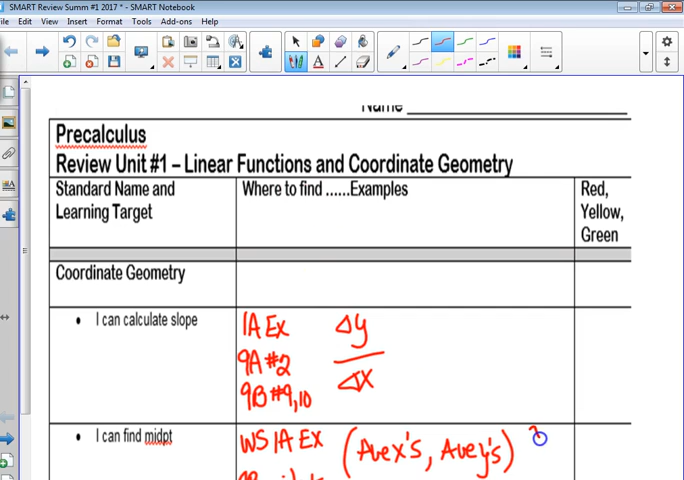 SMART Review Summ #1 2017 * - SMART Notebook
File Edit View Insert Format Tools Add-ons Help
Name
Precalculus
Review Unit #1 – Linear Functions and Coordinate Geometry
Standard Name and Learning Target
Where to find ......Examples
Red, Yellow, Green
Coordinate Geometry
• I can calculate slope
1A Ex
9A #2
9B #9,10
Δy
Δx
• I can find midpt
WS 1A EX (Ave x's, Ave y's)